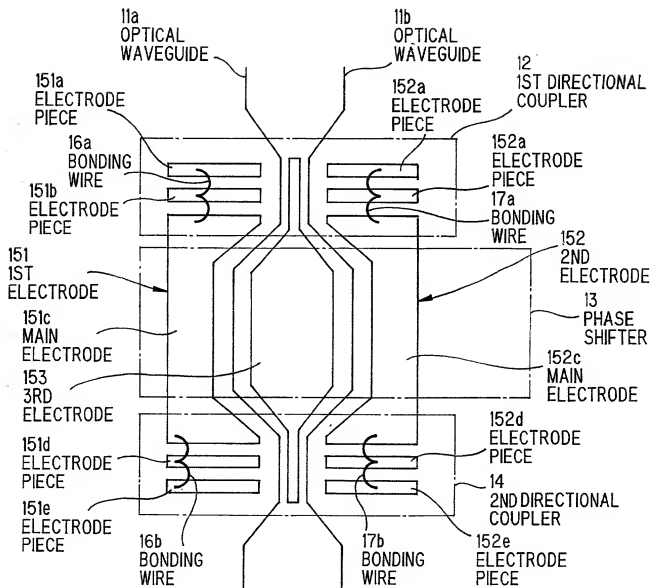 11a
OPTICAL
WAVEGUIDE
11b
OPTICAL
WAVEGUIDE
151a
ELECTRODE
PIECE
152a
ELECTRODE
PIECE
12
1ST DIRECTIONAL
COUPLER
16a
BONDING
WIRE
152a
ELECTRODE
PIECE
151b
ELECTRODE
PIECE
17a
BONDING
WIRE
151
1ST
ELECTRODE
152
2ND
ELECTRODE
151c
MAIN
ELECTRODE
13
PHASE
SHIFTER
153
3RD
ELECTRODE
152c
MAIN
ELECTRODE
151d
ELECTRODE
PIECE
152d
ELECTRODE
PIECE
14
2ND DIRECTIONAL
COUPLER
151e
ELECTRODE
PIECE
16b
BONDING
WIRE
17b
BONDING
WIRE
152e
ELECTRODE
PIECE